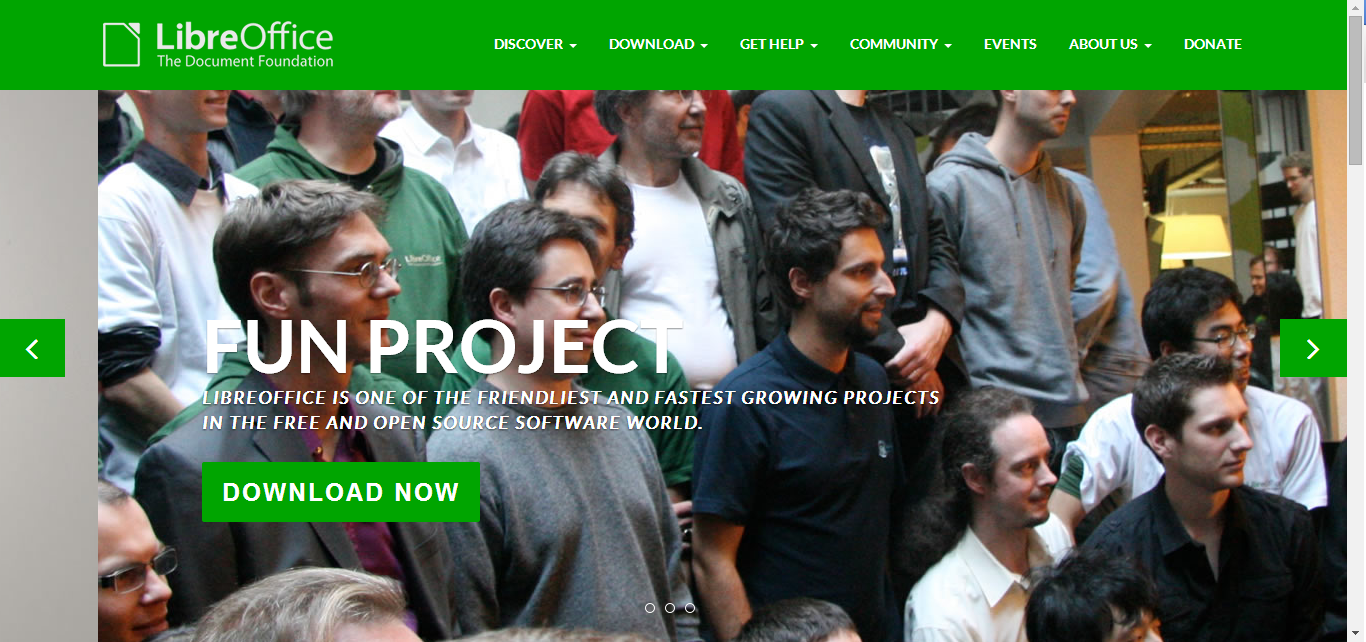 LibreOffice
The Document Foundation
DISCOVER
DOWNLOAD
GET HELP
COMMUNITY
EVENTS
ABOUT US
DONATE
LibreOffice
FUN PROJECT
LIBREOFFICE IS ONE OF THE FRIENDLIEST AND FASTEST GROWING PROJECTS
IN THE FREE AND OPEN SOURCE SOFTWARE WORLD.
DOWNLOAD NOW